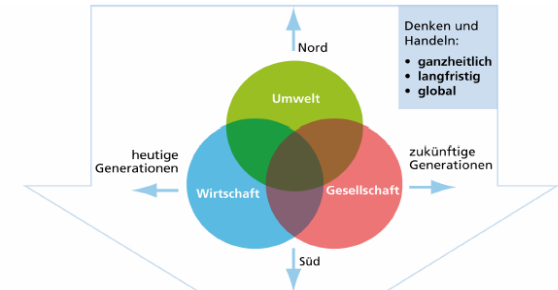 Denken und
Handeln:
• ganzheitlich
• langfristig
• global
Nord
Umwelt
heutige
Generationen
zukünftige
Generationen
Wirtschaft
Gesellschaft
Süd